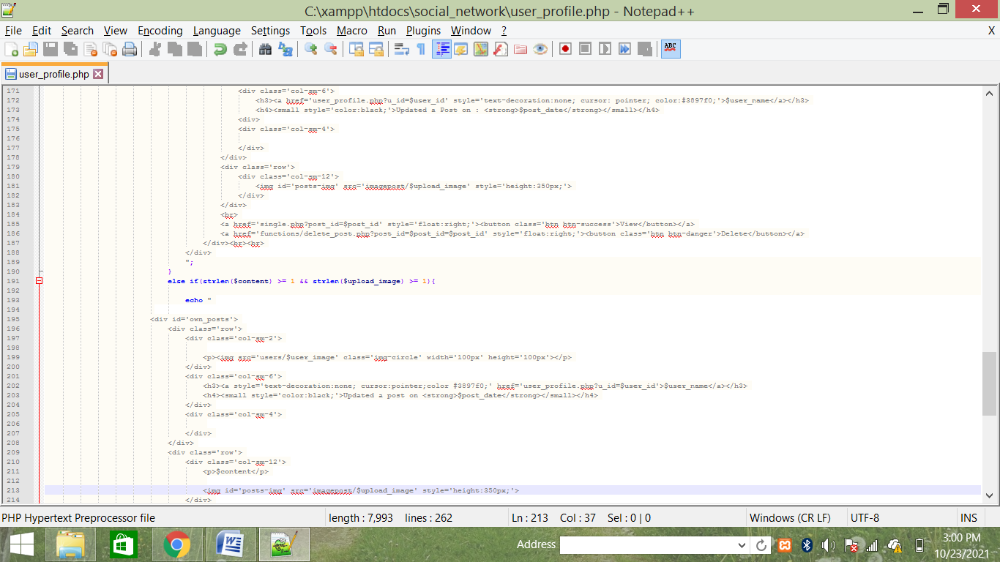 C:\xampp\htdocs\social_network\user_profile.php - Notepad++
File Edit Search View Encoding Language Settings Tools Macro Run Plugins Window ? X
ABC
user_profile.php
171 <div class='col-sm-6'>
172 <h3><a href='user_profile.php?u_id=$user_id' style='text-decoration:none; cursor: pointer; color:#3897f0;'>$user_name</a></h3>
173 <h4><small style='color:black;'>Updated a Post on : <strong>$post_date</strong></small></h4>
174 <div>
175 <div class='col-sm-4'>
176
177 </div>
178 </div>
179 <div class='row'>
180 <div class='col-sm-12'>
181 <img id='posts-img' src='imagepost/$upload_image' style='height:350px;'>
182 </div>
183 </div>
184 <br>
185 <a href='single.php?post_id=$post_id' style='float:right;'><button class='btn btn-success'>View</button></a>
186 <a href='functions/delete_post.php?post_id=$post_id=$post_id' style='float:right;'><button class='btn btn-danger'>Delete</button></a>
187 </div><br><br>
188 </div>
189 ";
190 }
191 else if(strlen($content) >= 1 && strlen($upload_image) >= 1){
192
193 echo "
194
195 <div id='own_posts'>
196 <div class='row'>
197 <div class='col-sm-2'>
198
199 <p><img src='users/$user_image' class='img-circle' width='100px' height='100px'></p>
200 </div>
201 <div class='col-sm-6'>
202 <h3><a style='text-decoration:none; cursor:pointer;color #3897f0;' href='user_profile.php?u_id=$user_id'>$user_name</a></h3>
203 <h4><small style='color:black;'>Updated a post on <strong>$post_date</strong></small></h4>
204 </div>
205 <div class='col-sm-4'>
206
207 </div>
208 </div>
209 <div class='row'>
210 <div class='col-sm-12'>
211 <p>$content</p>
212
213 <img id='posts-img' src='imagepost/$upload_image' style='height:350px;'>
214 </div>
PHP Hypertext Preprocessor file length : 7,993 lines : 262 Ln : 213 Col : 37 Sel : 0 | 0 Windows (CR LF) UTF-8 INS
Address
3:00 PM
10/23/2021